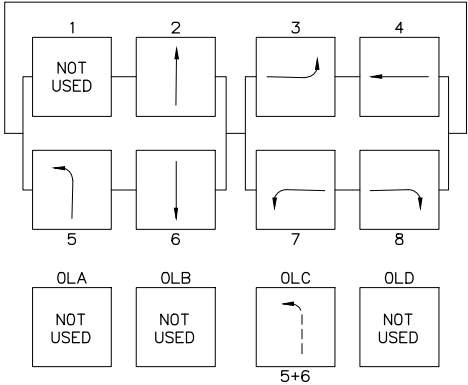 1 2 3 4
NOT
USED
5 6 7 8
OLA OLB OLC OLD
NOT NOT NOT
USED USED USED
5+6